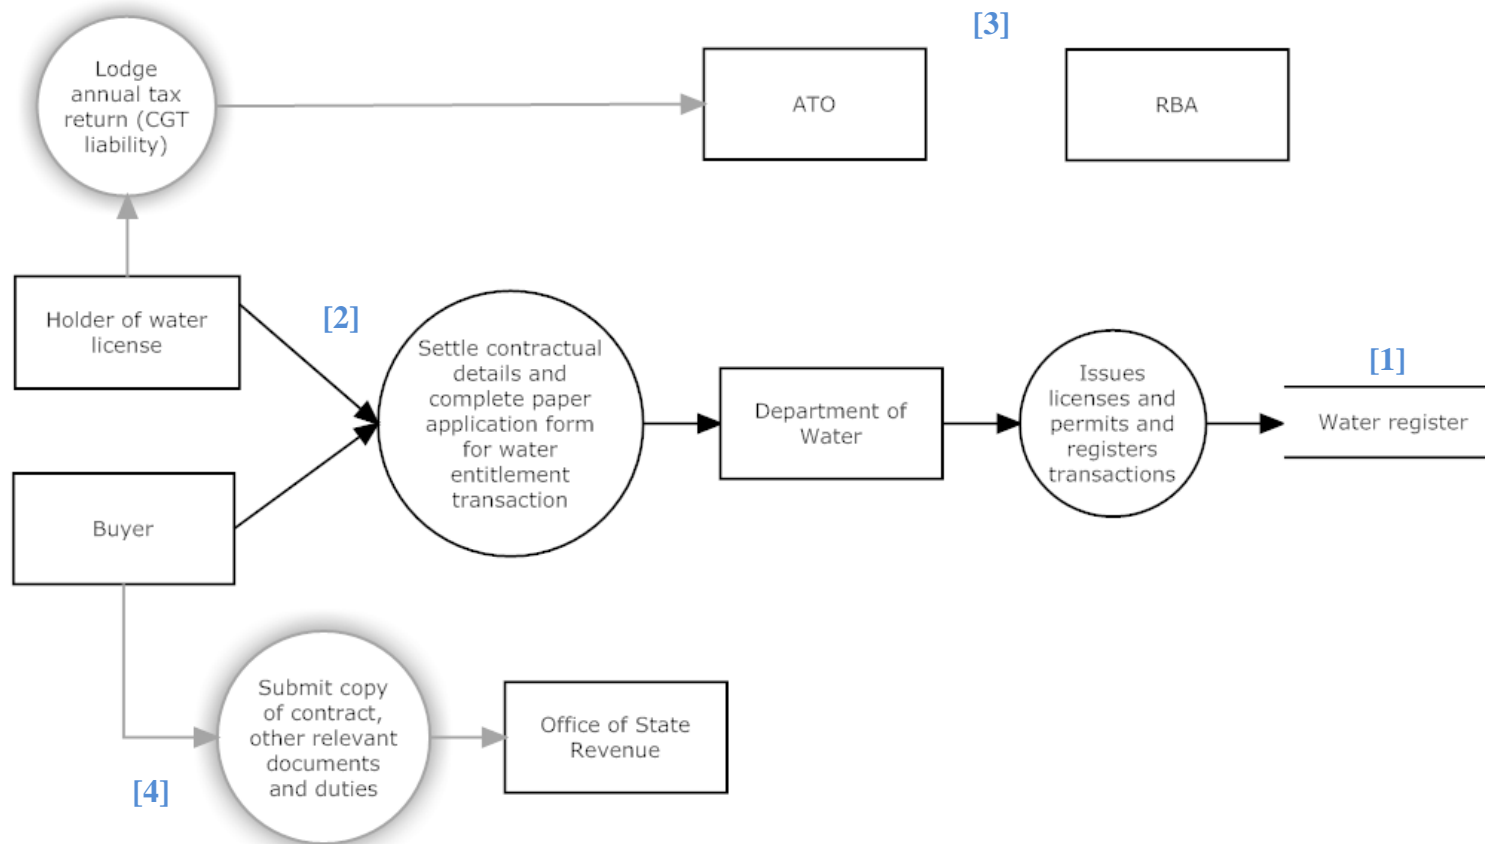 [3]
Lodge
annual tax
return (CGT
liability)
ATO
RBA
Holder of water
license
[2]
Settle contractual
details and
complete paper
application form
for water
entitlement
transaction
Department of
Water
Issues
licenses and
permits and
registers
transactions
[1]
Water register
Buyer
Submit copy
of contract,
other relevant
documents
and duties
Office of State
Revenue
[4]